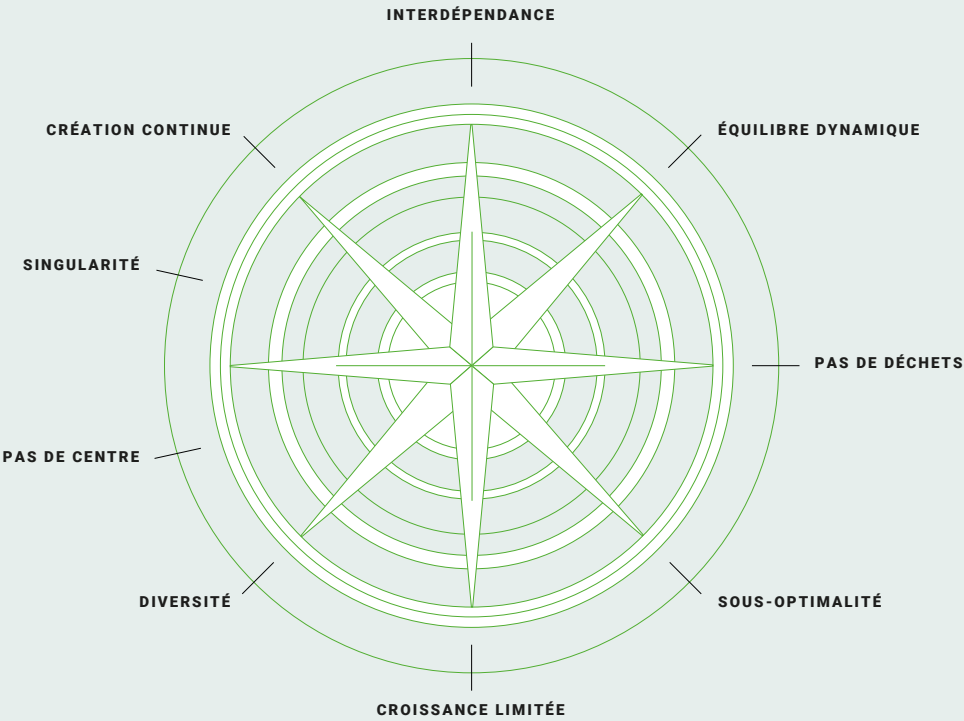 INTERDÉPENDANCE
CRÉATION CONTINUE
ÉQUILIBRE DYNAMIQUE
SINGULARITÉ
PAS DE DÉCHETS
PAS DE CENTRE
DIVERSITÉ
SOUS-OPTIMALITÉ
CROISSANCE LIMITÉE